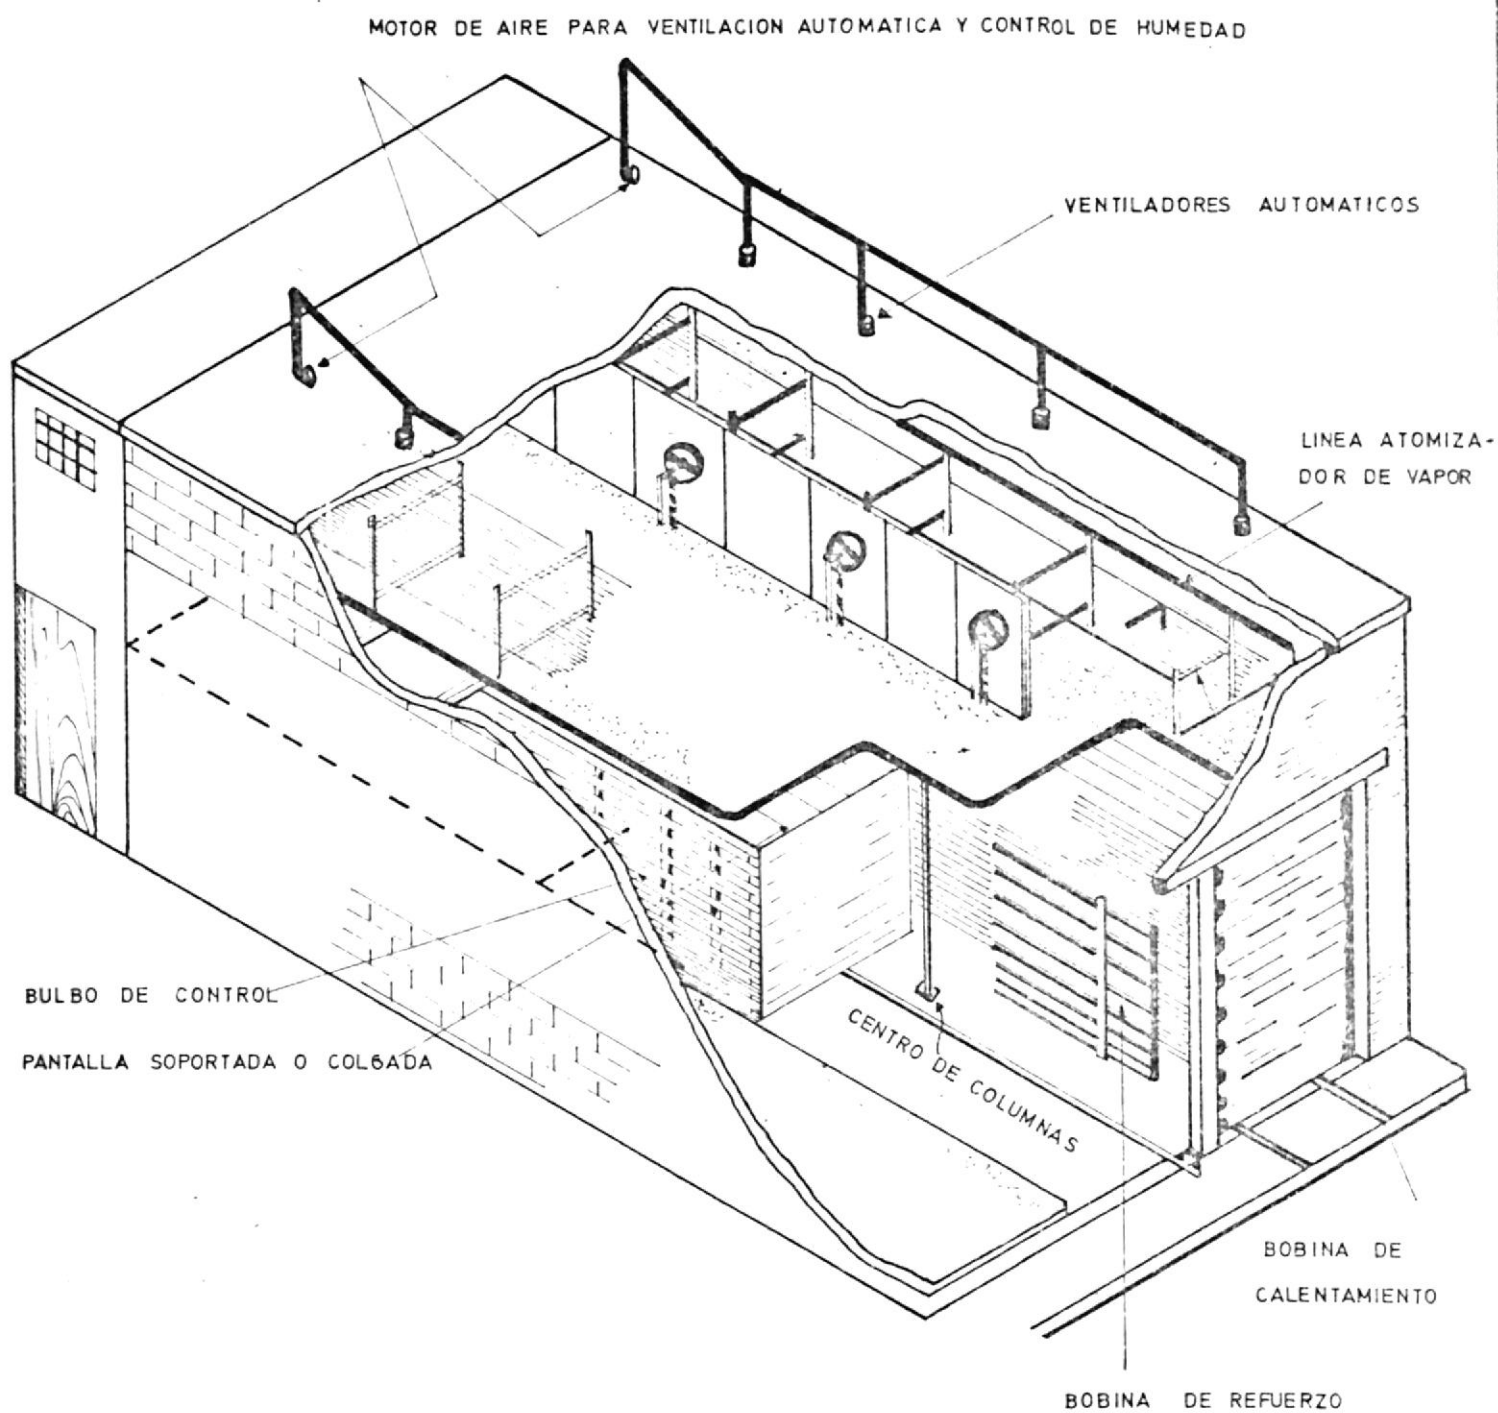 MOTOR DE AIRE PARA VENTILACION AUTOMATICA Y CONTROL DE HUMEDAD
VENTILADORES AUTOMATICOS
LINEA ATOMIZA-
DOR DE VAPOR
BULBO DE CONTROL
PANTALLA SOPORTADA O COLGADA
CENTRO DE COLUMNAS
BOBINA DE
CALENTAMIENTO
BOBINA DE REFUERZO